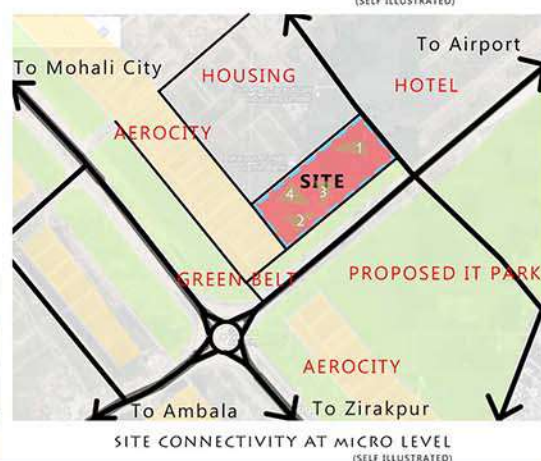 (SELF ILLUSTRATED)
To Airport
To Mohali City
HOUSING
HOTEL
AEROCITY
1
SITE
4
3
2
GREEN BELT
PROPOSED IT PARK
AEROCITY
To Ambala
To Zirakpur
SITE CONNECTIVITY AT MICRO LEVEL
(SELF ILLUSTRATED)